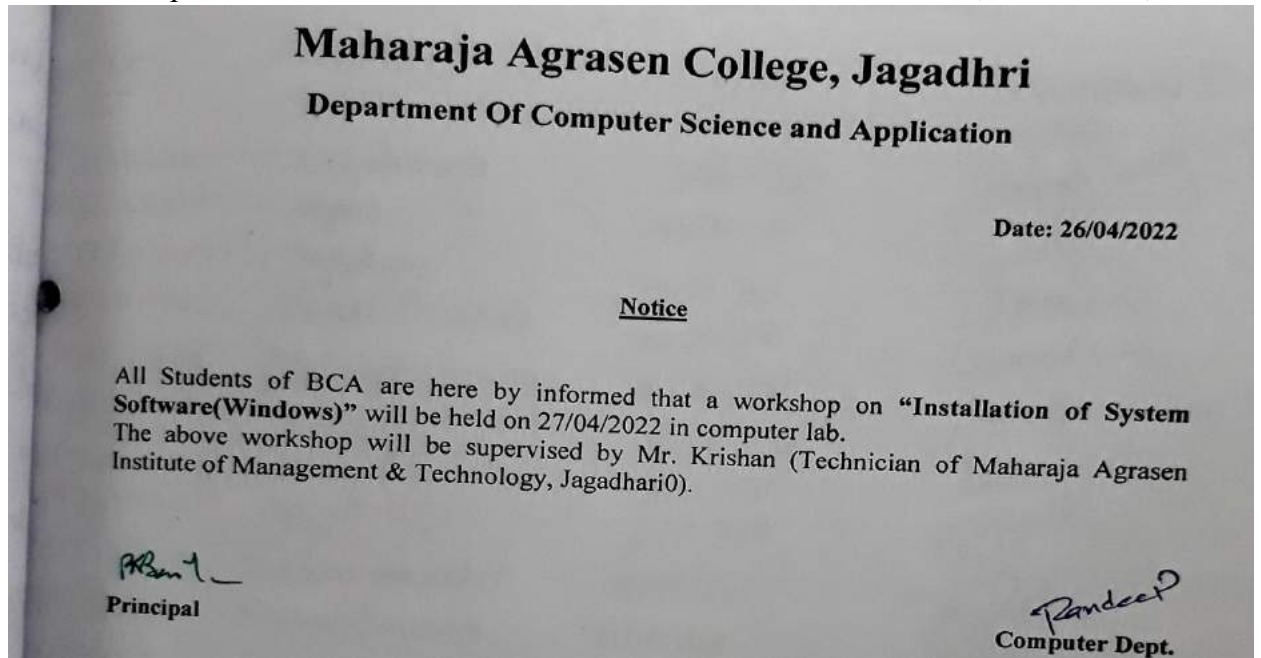 Maharaja Agrasen College, Jagadhri
Department Of Computer Science and Application
Date: 26/04/2022
Notice
All Students of BCA are here by informed that a workshop on “Installation of System
Software(Windows)” will be held on 27/04/2022 in computer lab.
The above workshop will be supervised by Mr. Krishan (Technician of Maharaja Agrasen
Institute of Management & Technology, Jagadhari0).
Principal
Randeep
Computer Dept.